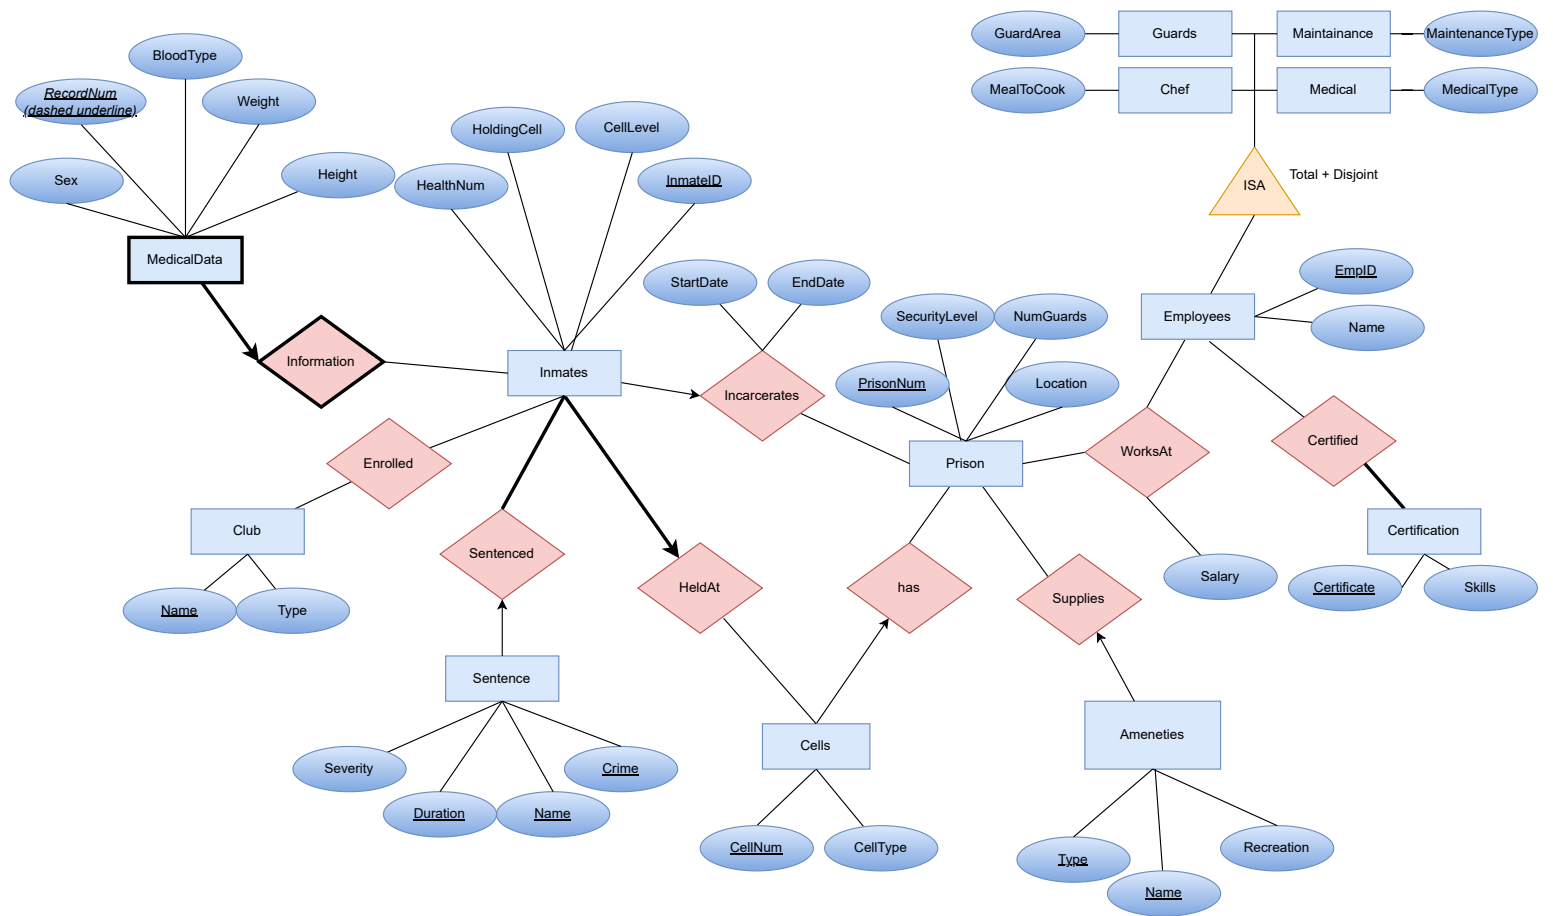 GuardArea
Guards
Maintainance
MaintenanceType
MealToCook
Chef
Medical
MedicalType
BloodType
RecordNum
(dashed underline)
Weight
Sex
Height
HoldingCell
CellLevel
HealthNum
InmateID
ISA
Total + Disjoint
MedicalData
StartDate
EndDate
EmpID
SecurityLevel
NumGuards
Employees
Name
Information
Inmates
Incarcerates
PrisonNum
Location
Enrolled
Prison
WorksAt
Certified
Club
Sentenced
HeldAt
has
Supplies
Salary
Certification
Certificate
Skills
Name
Type
Sentence
Cells
Ameneties
Severity
Crime
Duration
Name
CellNum
CellType
Type
Name
Recreation